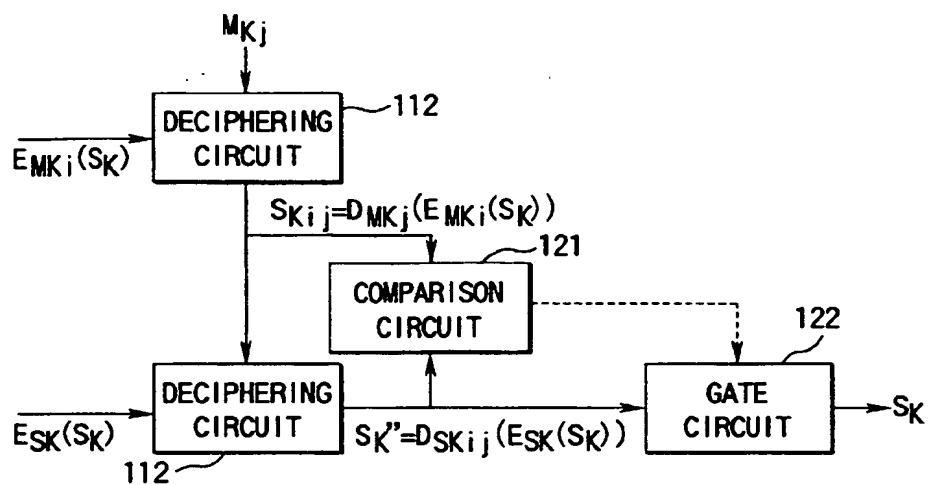 M_Kj
DECIPHERING
CIRCUIT
112
E_MKi(S_K)
S_Kij=D_MKj(E_MKi(S_K))
121
COMPARISON
CIRCUIT
122
DECIPHERING
CIRCUIT
GATE
CIRCUIT
S_K
E_SK(S_K)
S_K"=D_SKij(E_SK(S_K))
112